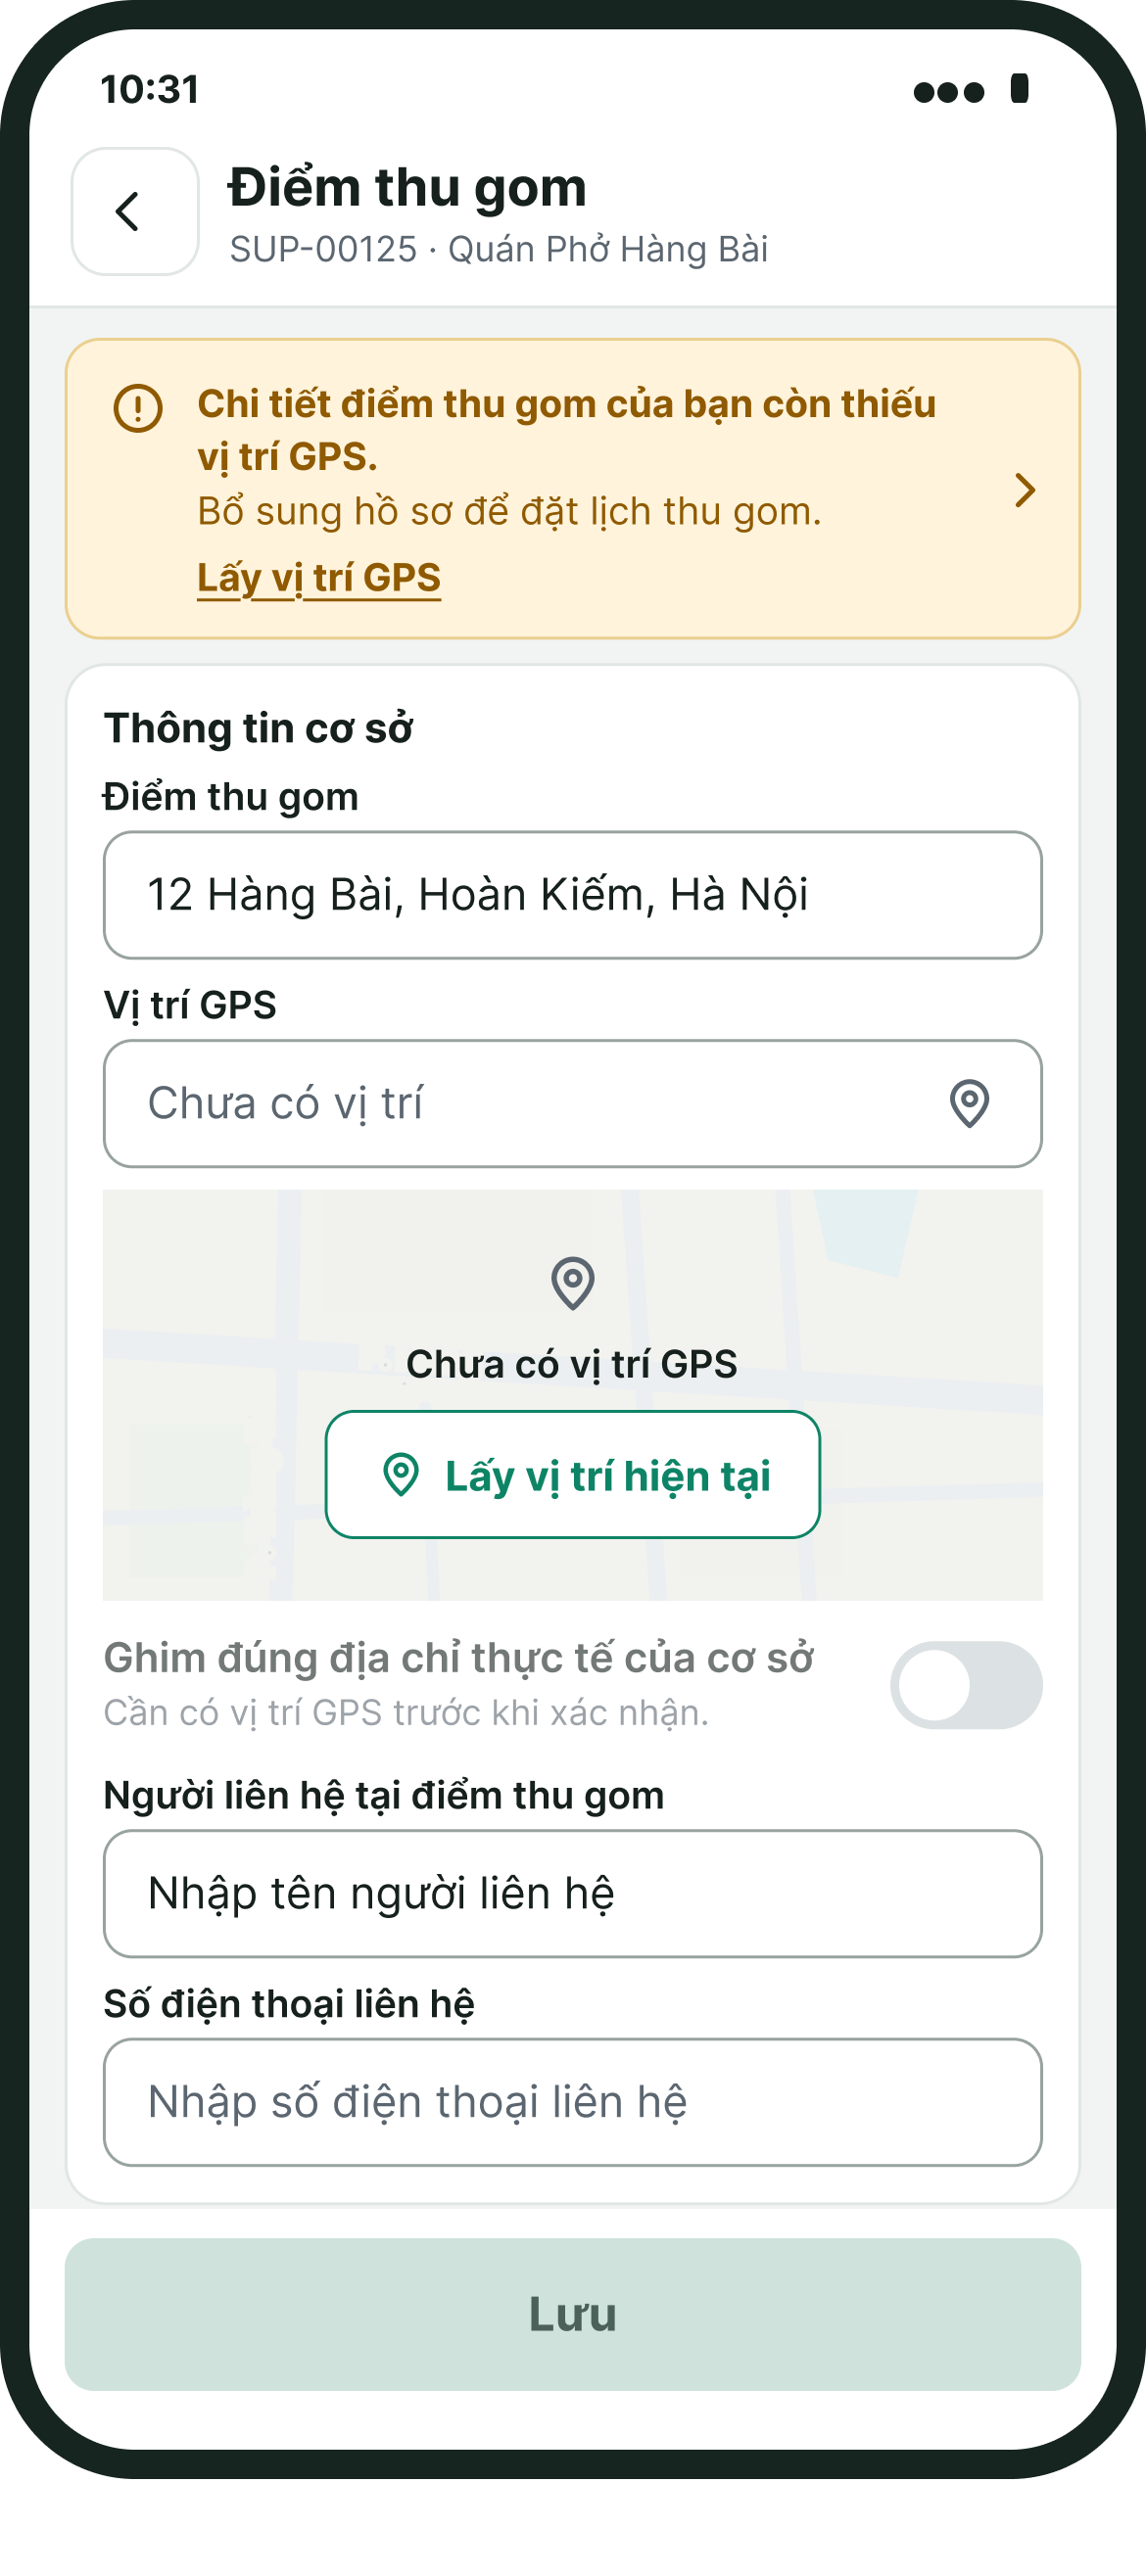 10:31
Điểm thu gom
SUP-00125 · Quán Phở Hàng Bài
Chi tiết điểm thu gom của bạn còn thiếu
vị trí GPS.
Bổ sung hồ sơ để đặt lịch thu gom.
Lấy vị trí GPS
Thông tin cơ sở
Điểm thu gom
12 Hàng Bài, Hoàn Kiếm, Hà Nội
Vị trí GPS
Chưa có vị trí
Chưa có vị trí GPS
Lấy vị trí hiện tại
Ghim đúng địa chỉ thực tế của cơ sở
Cần có vị trí GPS trước khi xác nhận.
Người liên hệ tại điểm thu gom
Nhập tên người liên hệ
Số điện thoại liên hệ
Nhập số điện thoại liên hệ
Lưu